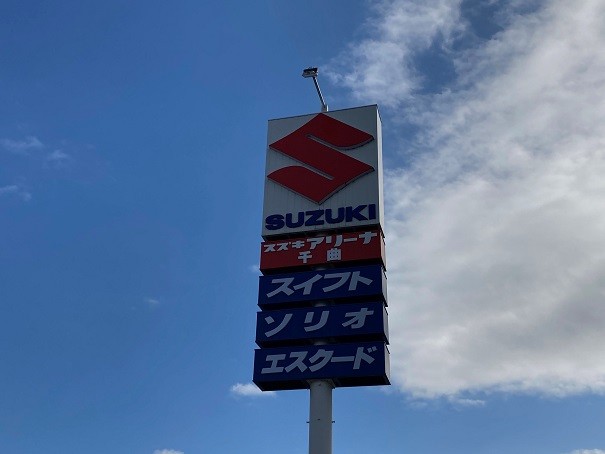 SUZUKI
スズキアリーナ
千曲
スイフト
ソリオ
エスクード